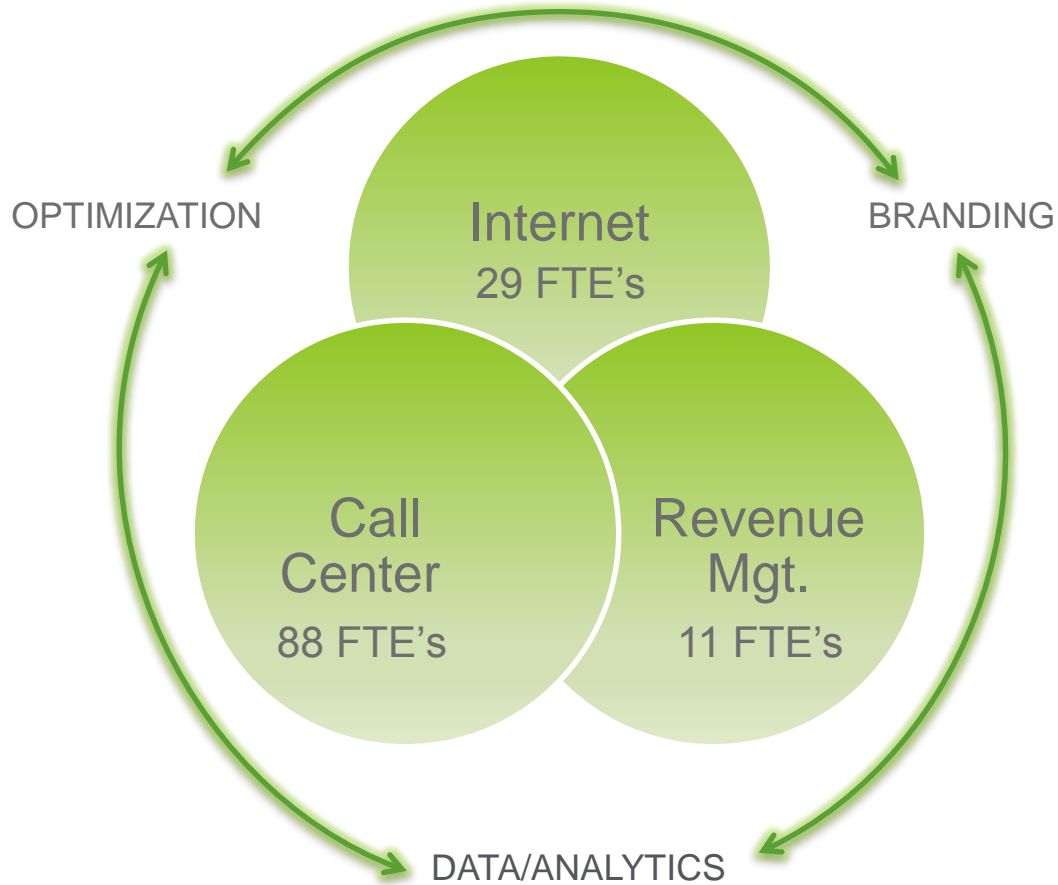 OPTIMIZATION
BRANDING
Internet
29 FTE’s
Call
Center
88 FTE’s
Revenue
Mgt.
11 FTE’s
DATA/ANALYTICS